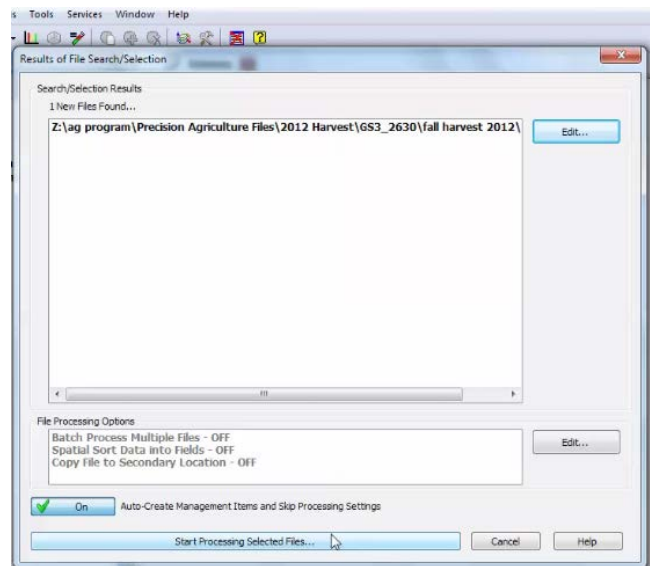 s Tools Services Window Help
Results of File Search/Selection
Search/Selection Results
1 New Files Found...
Z:\ag program\Precision Agriculture Files\2012 Harvest\GS3_2630\fall harvest 2012\
Edit...
File Processing Options
Batch Process Multiple Files - OFF
Spatial Sort Data into Fields - OFF
Copy File to Secondary Location - OFF
Edit...
On Auto-Create Management Items and Skip Processing Settings
Start Processing Selected Files... Cancel Help